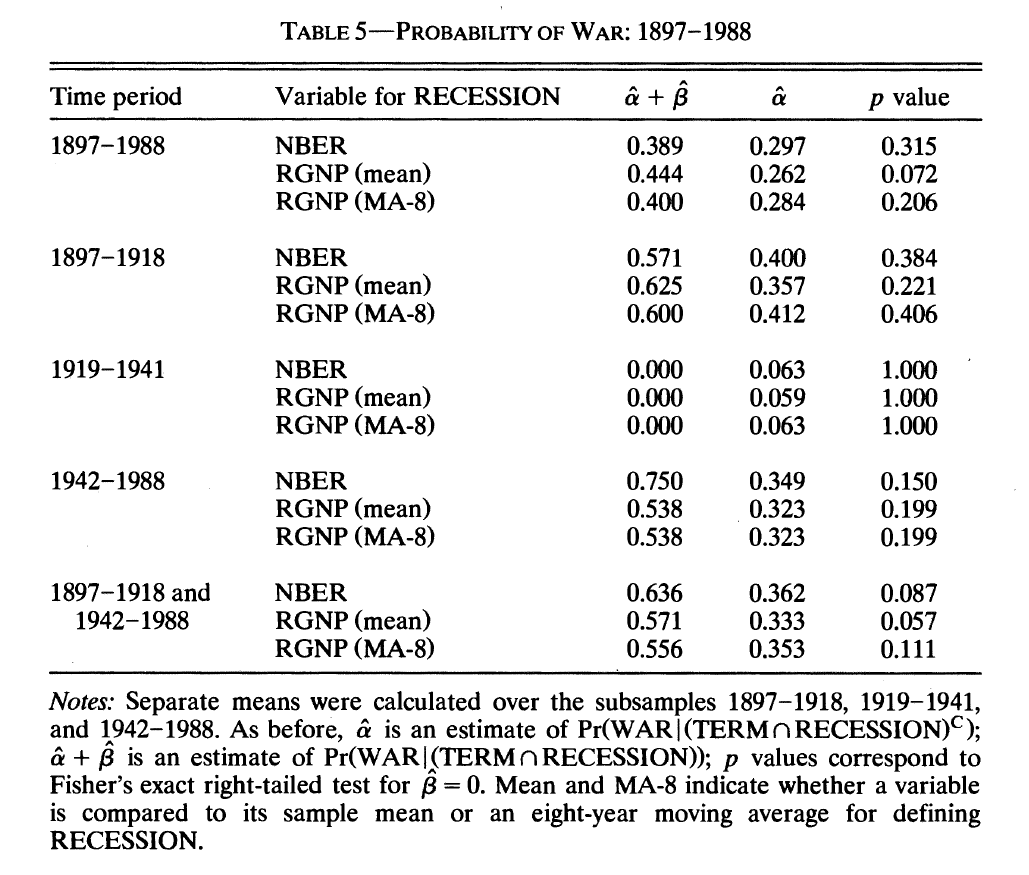 TABLE 5—PROBABILITY OF WAR: 1897–1988
Time period Variable for RECESSION α̂ + β̂ α̂ p value
1897–1988 NBER 0.389 0.297 0.315
RGNP (mean) 0.444 0.262 0.072
RGNP (MA-8) 0.400 0.284 0.206
1897–1918 NBER 0.571 0.400 0.384
RGNP (mean) 0.625 0.357 0.221
RGNP (MA-8) 0.600 0.412 0.406
1919–1941 NBER 0.000 0.063 1.000
RGNP (mean) 0.000 0.059 1.000
RGNP (MA-8) 0.000 0.063 1.000
1942–1988 NBER 0.750 0.349 0.150
RGNP (mean) 0.538 0.323 0.199
RGNP (MA-8) 0.538 0.323 0.199
1897–1918 and NBER 0.636 0.362 0.087
1942–1988 RGNP (mean) 0.571 0.333 0.057
RGNP (MA-8) 0.556 0.353 0.111
Notes: Separate means were calculated over the subsamples 1897–1918, 1919–1941,
and 1942–1988. As before, α̂ is an estimate of Pr(WAR|(TERM∩RECESSION)ᶜ);
α̂ + β̂ is an estimate of Pr(WAR|(TERM∩RECESSION)); p values correspond to
Fisher's exact right-tailed test for β̂ = 0. Mean and MA-8 indicate whether a variable
is compared to its sample mean or an eight-year moving average for defining
RECESSION.